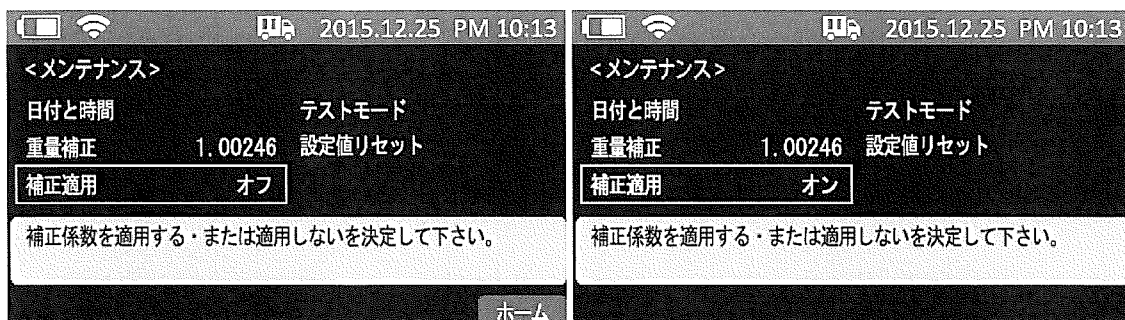 2015.12.25 PM 10:13
<メンテナンス>
日付と時間 テストモード
重量補正 1.00246 設定値リセット
補正適用 オフ
補正係数を適用する・または適用しないを決定して下さい。
ホーム
2015.12.25 PM 10:13
<メンテナンス>
日付と時間 テストモード
重量補正 1.00246 設定値リセット
補正適用 オン
補正係数を適用する・または適用しないを決定して下さい。